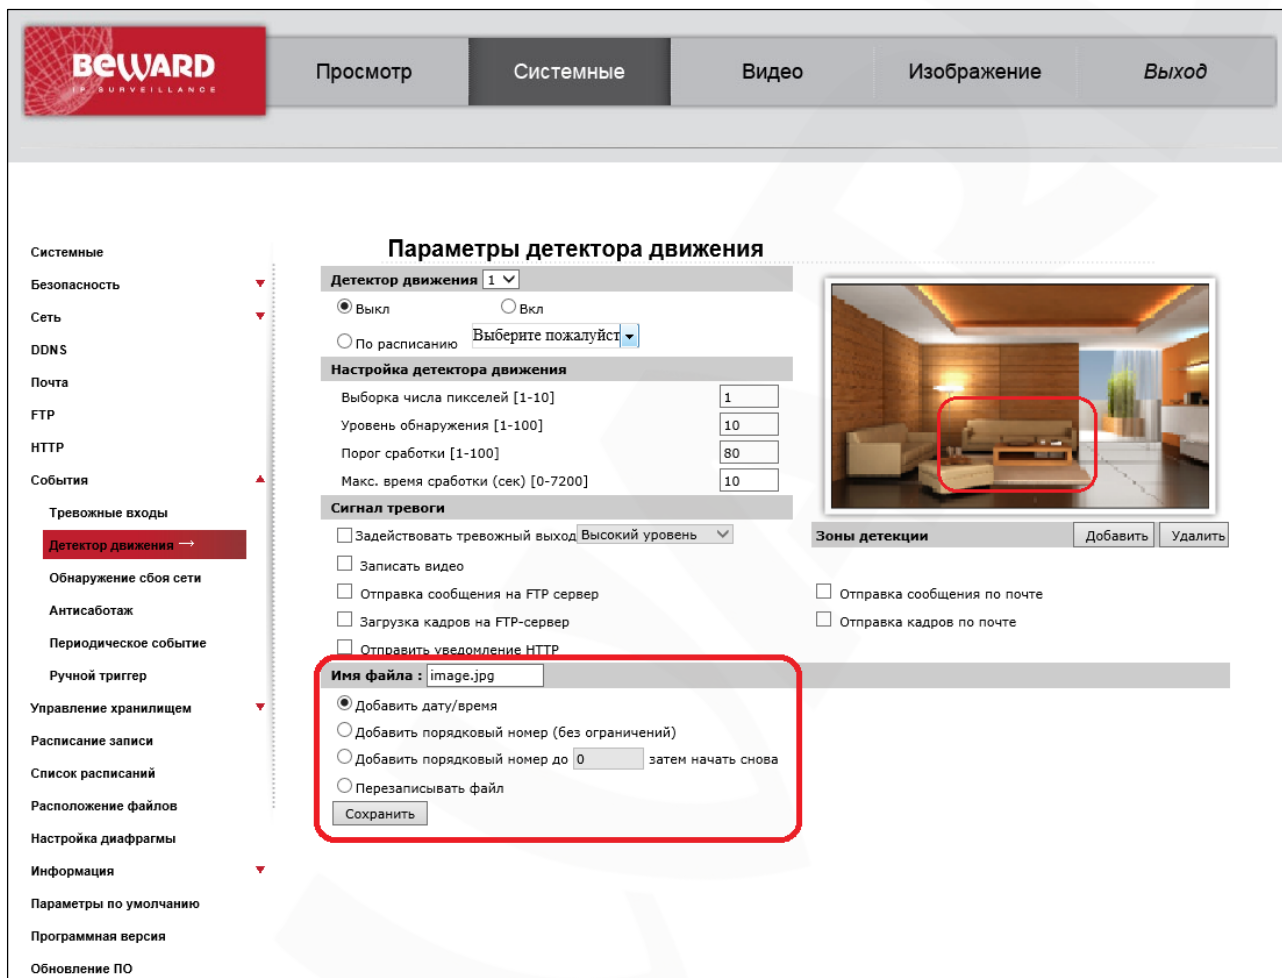 BEWARD
IP SURVEILLANCE
Просмотр
Системные
Видео
Изображение
Выход
Системные
Безопасность
Сеть
DDNS
Почта
FTP
HTTP
События
Тревожные входы
Детектор движения →
Обнаружение сбоя сети
Антисаботаж
Периодическое событие
Ручной триггер
Управление хранилищем
Расписание записи
Список расписаний
Расположение файлов
Настройка диафрагмы
Информация
Параметры по умолчанию
Программная версия
Обновление ПО
Параметры детектора движения
Детектор движения 1
Выкл Вкл
По расписанию Выберите пожалуйст
Настройка детектора движения
Выборка числа пикселей [1-10] 1
Уровень обнаружения [1-100] 10
Порог сработки [1-100] 80
Макс. время сработки (сек) [0-7200] 10
Сигнал тревоги
Задействовать тревожный выход Высокий уровень
Зоны детекции Добавить Удалить
Записать видео
Отправка сообщения на FTP сервер Отправка сообщения по почте
Загрузка кадров на FTP-сервер Отправка кадров по почте
Отправить уведомление HTTP
Имя файла : image.jpg
Добавить дату/время
Добавить порядковый номер (без ограничений)
Добавить порядковый номер до 0 затем начать снова
Перезаписывать файл
Сохранить